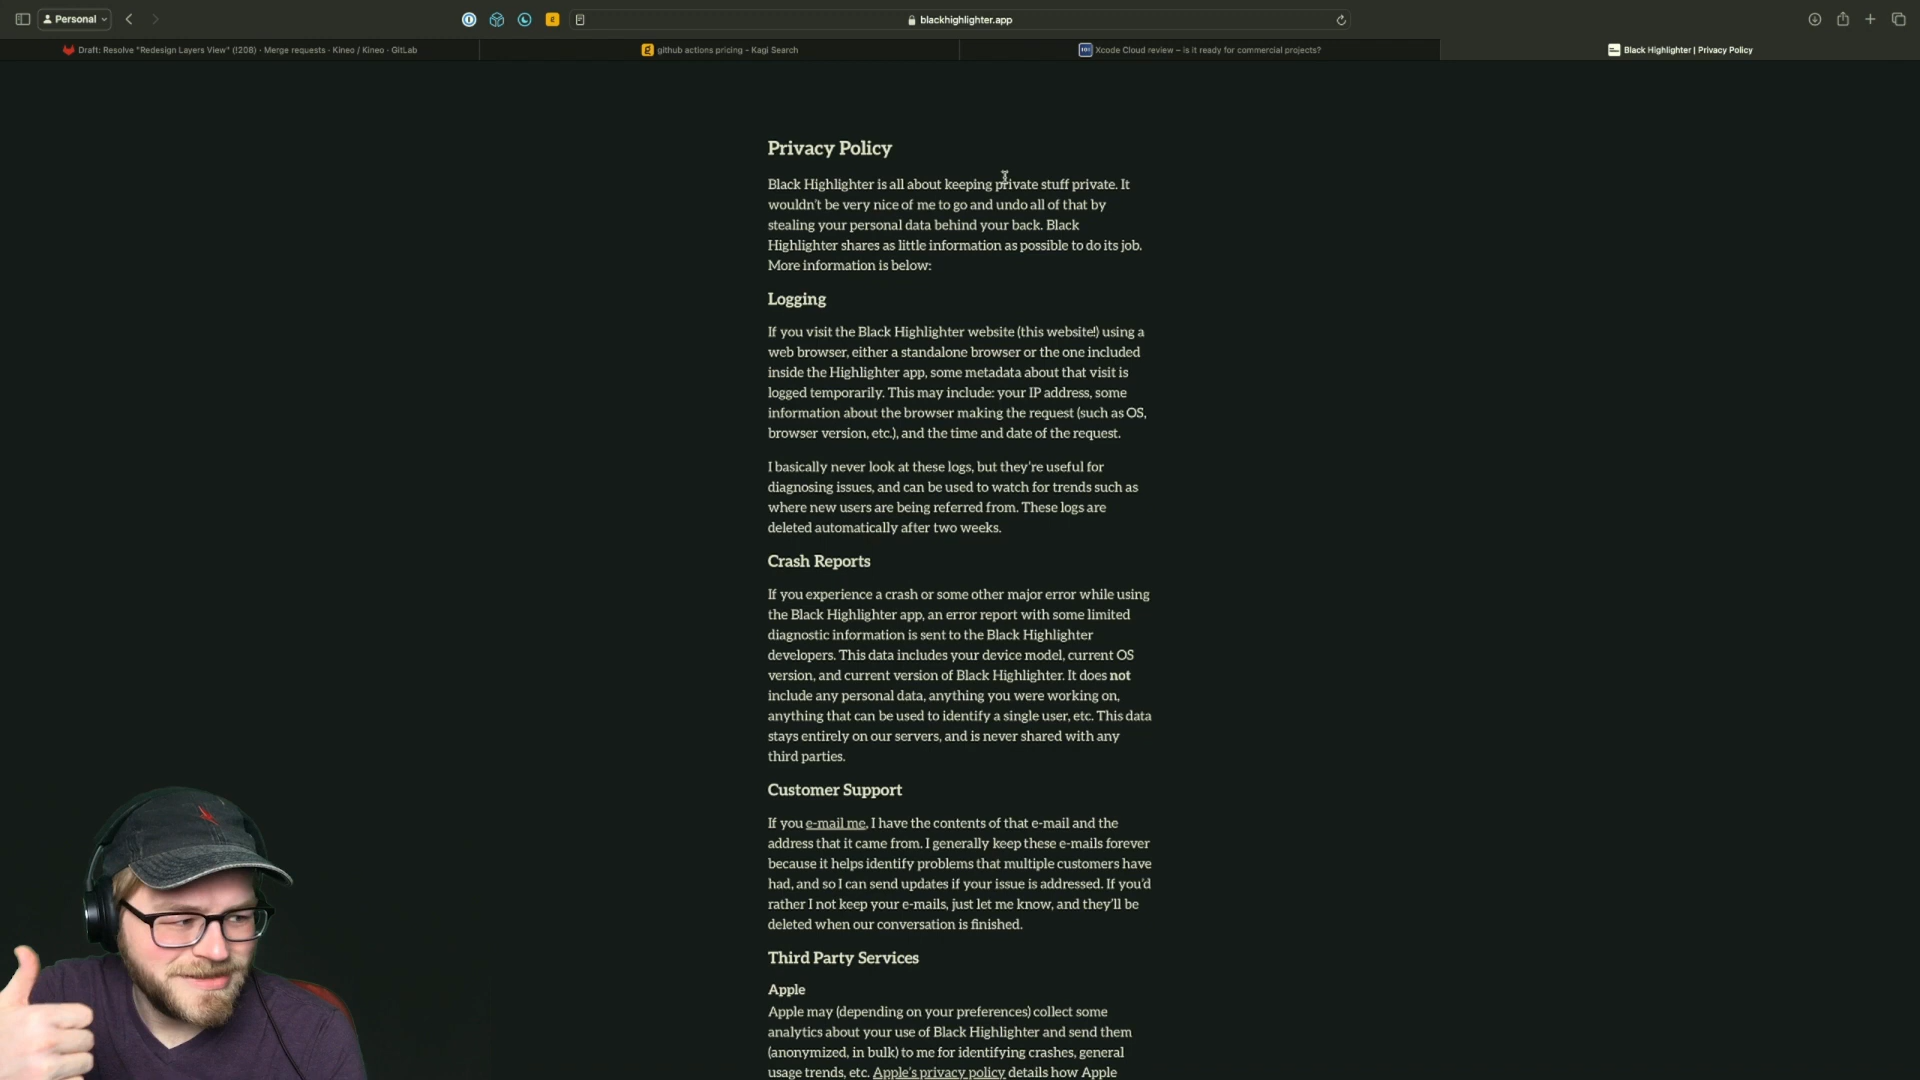 Personal
blackhighlighter.app
Draft: Resolve "Redesign Layers View" (!208) · Merge requests · Kineo / Kineo · GitLab
github actions pricing - Kagi Search
Xcode Cloud review – is it ready for commercial projects?
Black Highlighter | Privacy Policy
Privacy Policy
Black Highlighter is all about keeping private stuff private. It
wouldn't be very nice of me to go and undo all of that by
stealing your personal data behind your back. Black
Highlighter shares as little information as possible to do its job.
More information is below:
Logging
If you visit the Black Highlighter website (this website!) using a
web browser, either a standalone browser or the one included
inside the Highlighter app, some metadata about that visit is
logged temporarily. This may include: your IP address, some
information about the browser making the request (such as OS,
browser version, etc.), and the time and date of the request.
I basically never look at these logs, but they're useful for
diagnosing issues, and can be used to watch for trends such as
where new users are being referred from. These logs are
deleted automatically after two weeks.
Crash Reports
If you experience a crash or some other major error while using
the Black Highlighter app, an error report with some limited
diagnostic information is sent to the Black Highlighter
developers. This data includes your device model, current OS
version, and current version of Black Highlighter. It does not
include any personal data, anything you were working on,
anything that can be used to identify a single user, etc. This data
stays entirely on our servers, and is never shared with any
third parties.
Customer Support
If you e-mail me, I have the contents of that e-mail and the
address that it came from. I generally keep these e-mails forever
because it helps identify problems that multiple customers have
had, and so I can send updates if your issue is addressed. If you'd
rather I not keep your e-mails, just let me know, and they'll be
deleted when our conversation is finished.
Third Party Services
Apple
Apple may (depending on your preferences) collect some
analytics about your use of Black Highlighter and send them
(anonymized, in bulk) to me for identifying crashes, general
usage trends, etc. Apple's privacy policy details how Apple